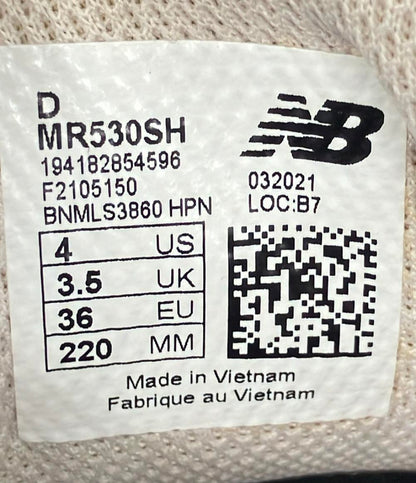 D
MR530SH
194182854596
F2105150
BNMLS3860 HPN
NB
032021
LOC:B7
4 US
3.5 UK
36 EU
220 MM
Made in Vietnam
Fabrique au Vietnam